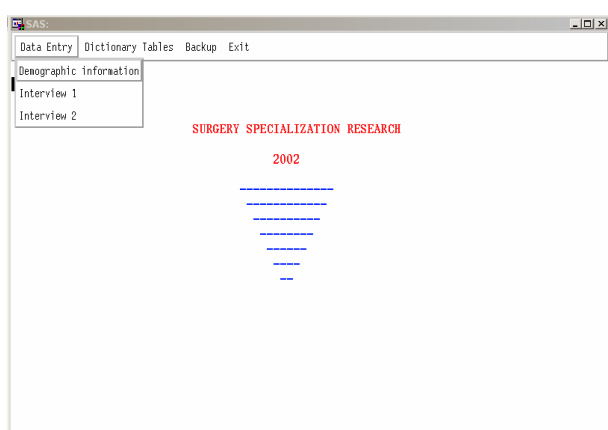 SAS:
Data Entry Dictionary Tables Backup Exit
Demographic information
Interview 1
Interview 2
SURGERY SPECIALIZATION RESEARCH
2002
--------------
------------
----------
--------
------
----
--